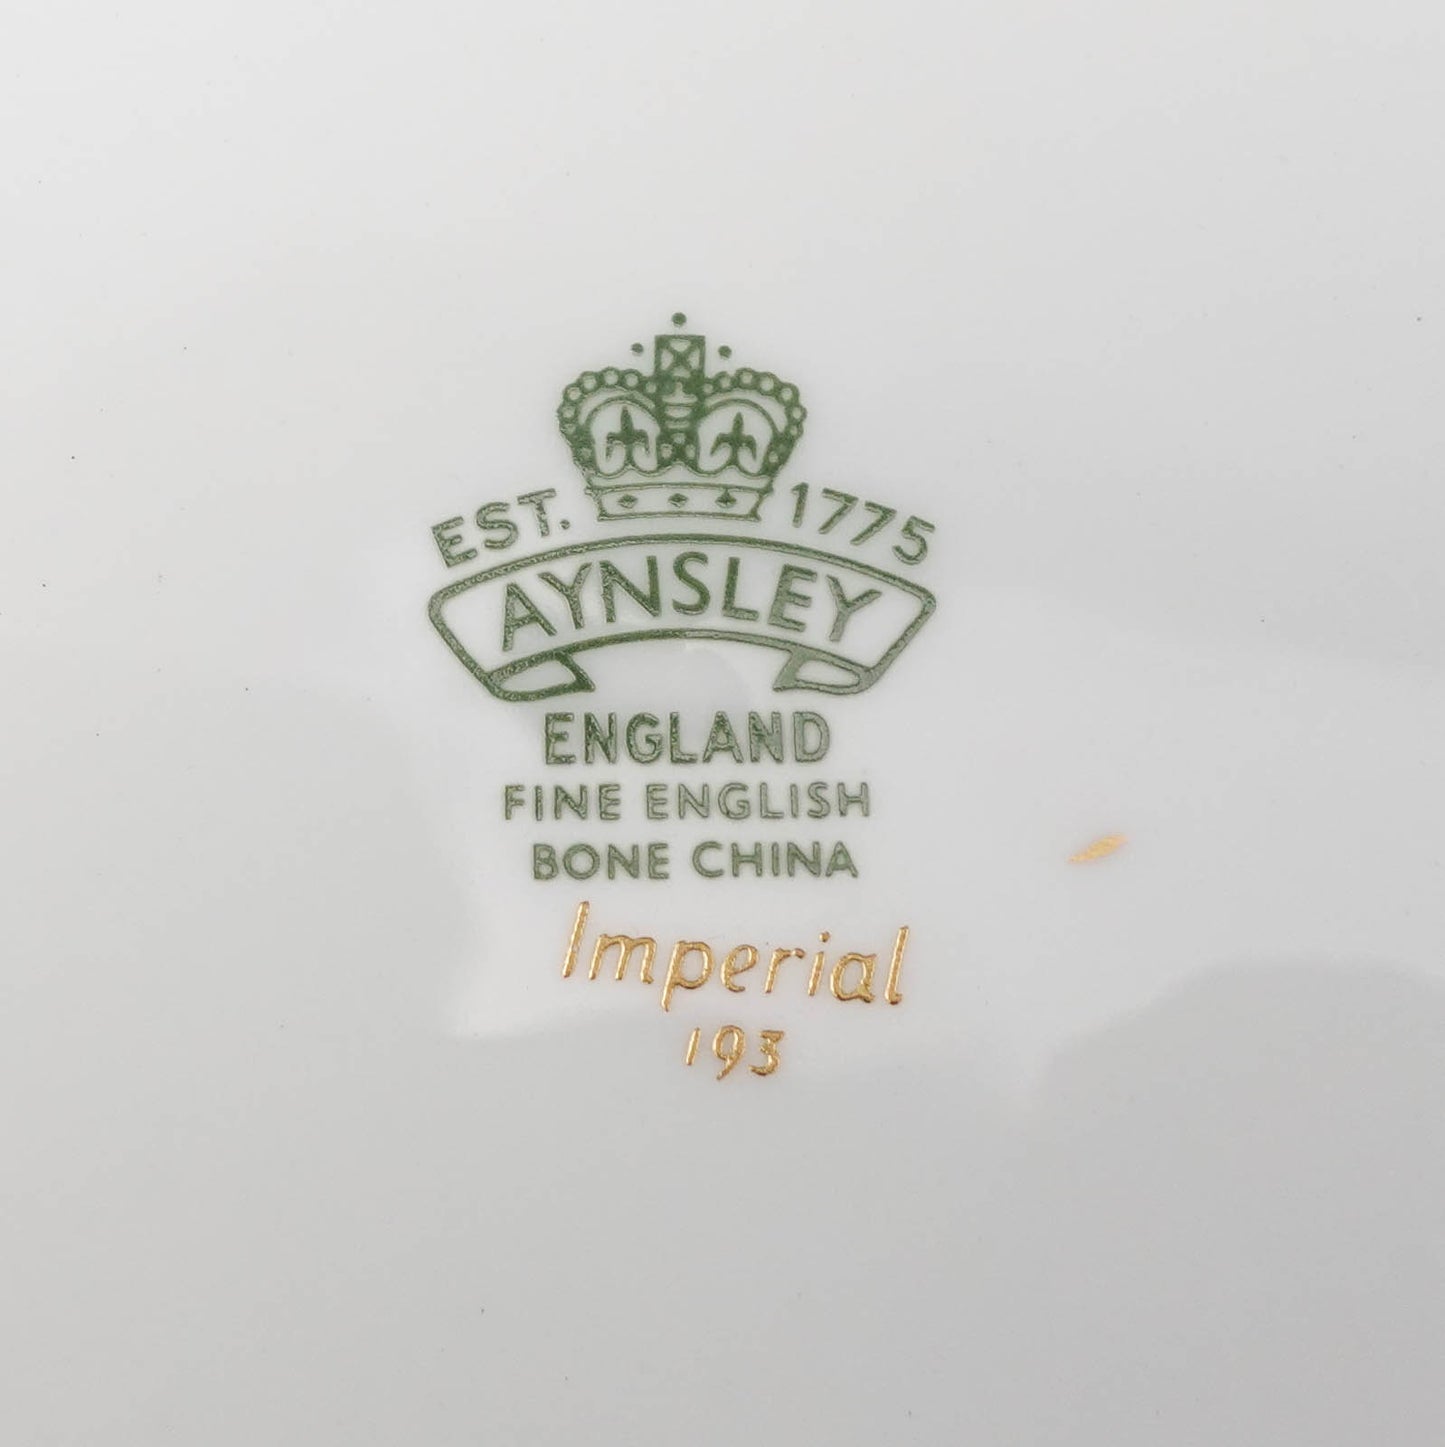 EST. 1775
AYNSLEY
ENGLAND
FINE ENGLISH
BONE CHINA
Imperial
193